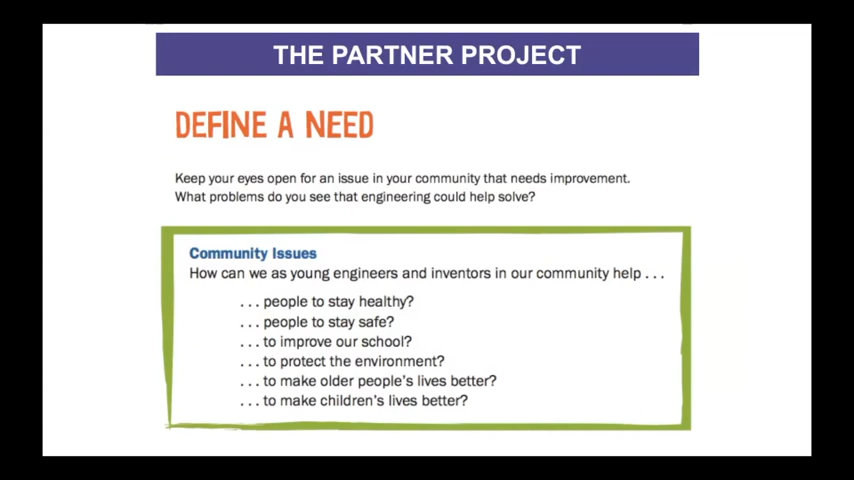 THE PARTNER PROJECT
DEFINE A NEED
Keep your eyes open for an issue in your community that needs improvement.
What problems do you see that engineering could help solve?
Community Issues
How can we as young engineers and inventors in our community help . . .
. . . people to stay healthy?
. . . people to stay safe?
. . . to improve our school?
. . . to protect the environment?
. . . to make older people's lives better?
. . . to make children's lives better?